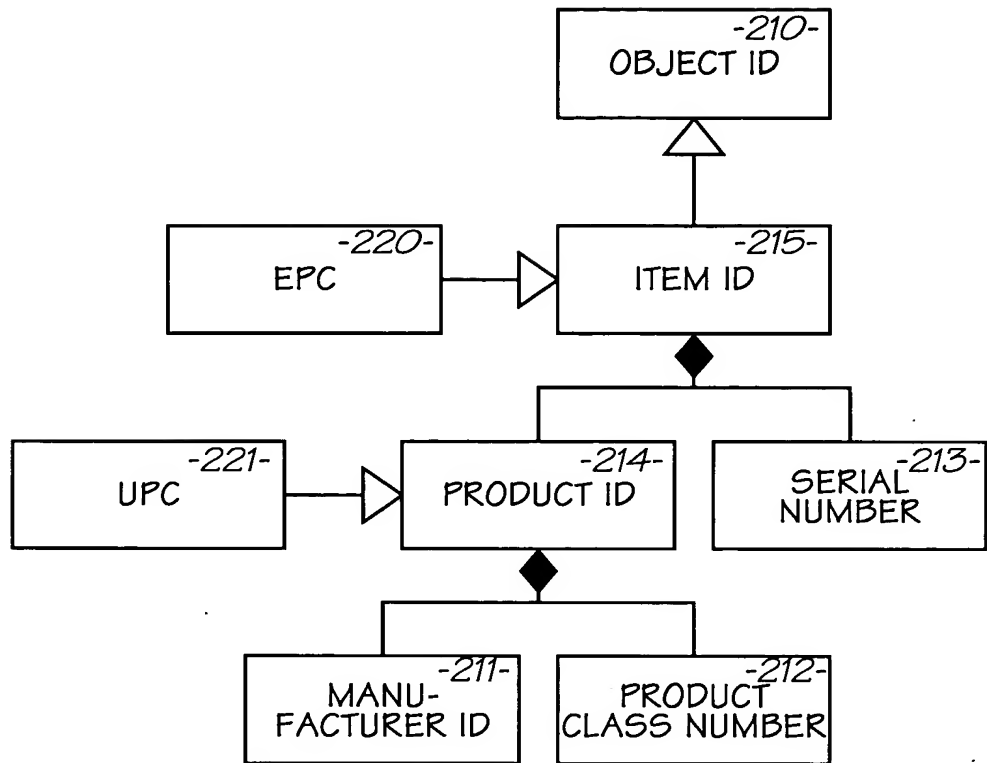 -210-
OBJECT ID
-220-
EPC
-215-
ITEM ID
-221-
UPC
-214-
PRODUCT ID
-213-
SERIAL
NUMBER
-211-
MANU-
FACTURER ID
-212-
PRODUCT
CLASS NUMBER